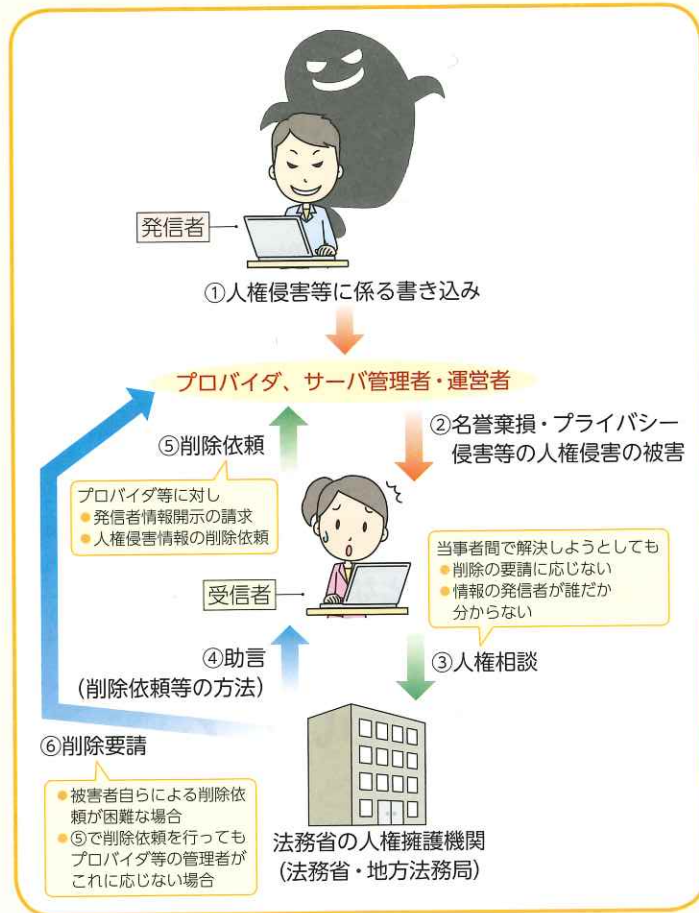 発信者
①人権侵害等に係る書き込み
プロバイダ、サーバ管理者・運営者
②名誉棄損・プライバシー
侵害等の人権侵害の被害
⑤削除依頼
プロバイダ等に対し
●発信者情報開示の請求
●人権侵害情報の削除依頼
受信者
当事者間で解決しようとしても
●削除の要請に応じない
●情報の発信者が誰だか
分からない
③人権相談
④助言
(削除依頼等の方法)
⑥削除要請
●被害者自らによる削除依
頼が困難な場合
●⑤で削除依頼を行っても
プロバイダ等の管理者が
これに応じない場合
法務省の人権擁護機関
(法務省・地方法務局)